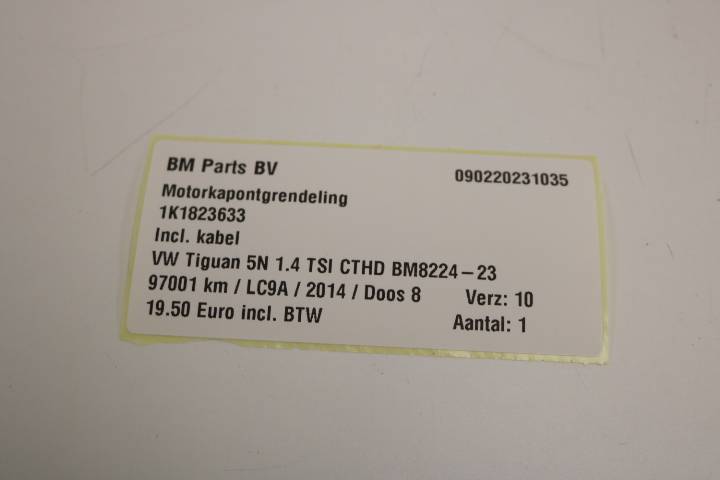 BM Parts BV 090220231035
Motorkapontgrendeling
1K1823633
Incl. kabel
VW Tiguan 5N 1.4 TSI CTHD BM8224-23
97001 km / LC9A / 2014 / Doos 8 Verz: 10
19.50 Euro incl. BTW Aantal: 1